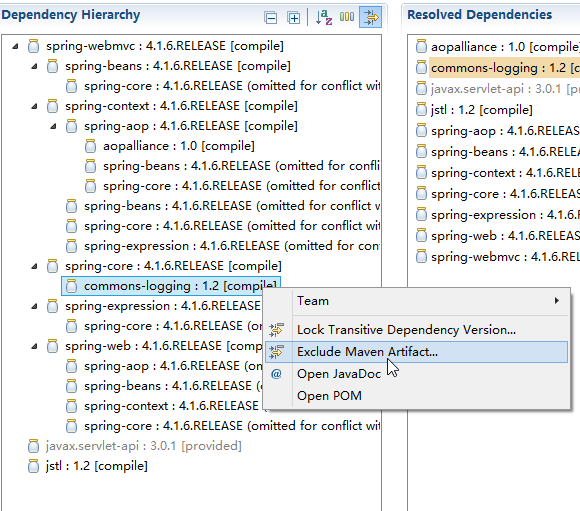 Dependency Hierarchy
spring-webmvc : 4.1.6.RELEASE [compile]
spring-beans : 4.1.6.RELEASE [compile]
spring-core : 4.1.6.RELEASE (omitted for conflict wit
spring-context : 4.1.6.RELEASE [compile]
spring-aop : 4.1.6.RELEASE [compile]
aopalliance : 1.0 [compile]
spring-beans : 4.1.6.RELEASE (omitted for conflict
spring-core : 4.1.6.RELEASE (omitted for conflict
spring-beans : 4.1.6.RELEASE (omitted for conflict w
spring-core : 4.1.6.RELEASE (omitted for conflict wit
spring-expression : 4.1.6.RELEASE (omitted for con
spring-core : 4.1.6.RELEASE [compile]
commons-logging : 1.2 [compile]
spring-expression : 4.1.6.RELEASE
spring-core : 4.1.6.RELEASE (o
spring-web : 4.1.6.RELEASE [com
spring-aop : 4.1.6.RELEASE (on
spring-beans : 4.1.6.RELEASE (
spring-context : 4.1.6.RELEASE
spring-core : 4.1.6.RELEASE (omitted for conflict wit
javax.servlet-api : 3.0.1 [provided]
jstl : 1.2 [compile]
Team
Lock Transitive Dependency Version...
Exclude Maven Artifact...
@ Open JavaDoc
Open POM
Resolved Dependencies
aopalliance : 1.0 [compile]
commons-logging : 1.2 [c
javax.servlet-api : 3.0.1 [p
jstl : 1.2 [compile]
spring-aop : 4.1.6.RELEAS
spring-beans : 4.1.6.RELE
spring-context : 4.1.6.REL
spring-core : 4.1.6.RELEA
spring-expression : 4.1.6.
spring-web : 4.1.6.RELEAS
spring-webmvc : 4.1.6.RE